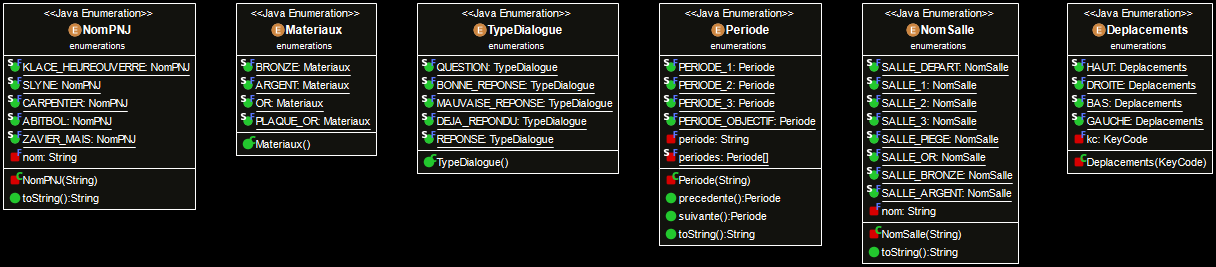 <<Java Enumeration>>
E NomPNJ
enumerations
S F KLACE_HEUREOUVERRE: NomPNJ
S F SLYNE: NomPNJ
S F CARPENTER: NomPNJ
S F ABITBOL: NomPNJ
S F ZAVIER_MAIS: NomPNJ
F nom: String
C NomPNJ(String)
toString():String
<<Java Enumeration>>
E Materiaux
enumerations
S F BRONZE: Materiaux
S F ARGENT: Materiaux
S F OR: Materiaux
S F PLAQUE_OR: Materiaux
C Materiaux()
<<Java Enumeration>>
E TypeDialogue
enumerations
S F QUESTION: TypeDialogue
S F BONNE_REPONSE: TypeDialogue
S F MAUVAISE_REPONSE: TypeDialogue
S F DEJA_REPONDU: TypeDialogue
S F REPONSE: TypeDialogue
C TypeDialogue()
<<Java Enumeration>>
E Periode
enumerations
S F PERIODE_1: Periode
S F PERIODE_2: Periode
S F PERIODE_3: Periode
S F PERIODE_OBJECTIF: Periode
F periode: String
S F periodes: Periode[]
C Periode(String)
precedente():Periode
suivante():Periode
toString():String
<<Java Enumeration>>
E NomSalle
enumerations
S F SALLE_DEPART: NomSalle
S F SALLE_1: NomSalle
S F SALLE_2: NomSalle
S F SALLE_3: NomSalle
S F SALLE_PIEGE: NomSalle
S F SALLE_OR: NomSalle
S F SALLE_BRONZE: NomSalle
S F SALLE_ARGENT: NomSalle
F nom: String
C NomSalle(String)
toString():String
<<Java Enumeration>>
E Deplacements
enumerations
S F HAUT: Deplacements
S F DROITE: Deplacements
S F BAS: Deplacements
S F GAUCHE: Deplacements
F kc: KeyCode
C Deplacements(KeyCode)